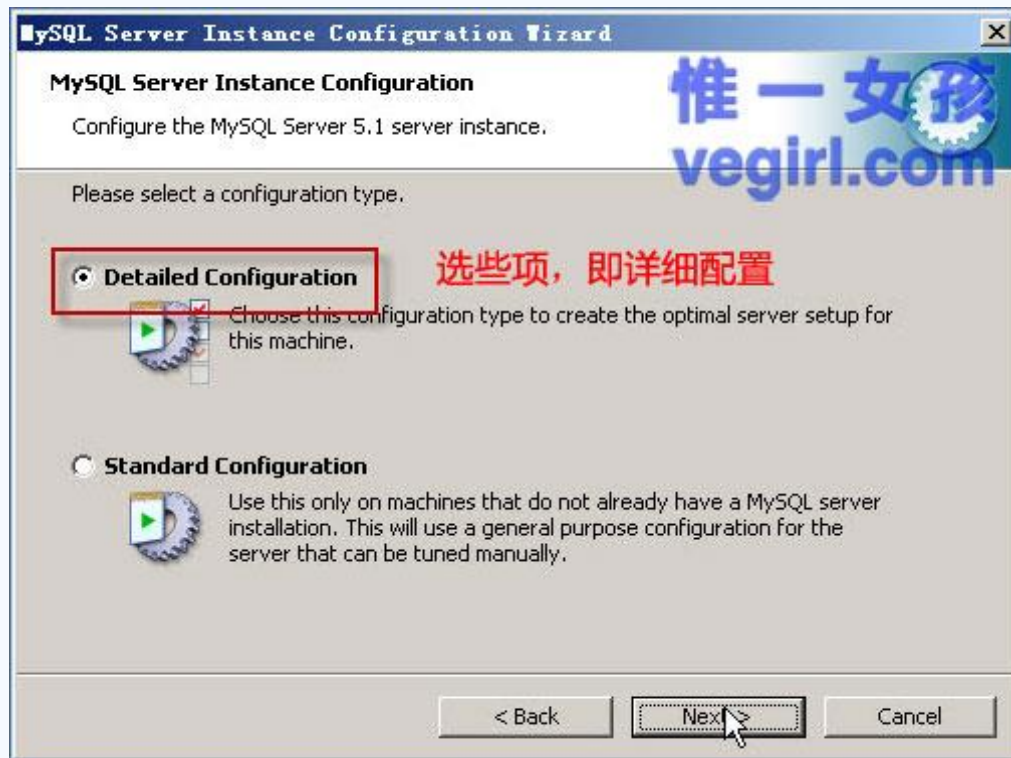 MySQL Server Instance Configuration Wizard
MySQL Server Instance Configuration
Configure the MySQL Server 5.1 server instance.
惟一女孩
vegirl.com
Please select a configuration type.
Detailed Configuration
选些项，即详细配置
Choose this configuration type to create the optimal server setup for
this machine.
Standard Configuration
Use this only on machines that do not already have a MySQL server
installation. This will use a general purpose configuration for the
server that can be tuned manually.
< Back
Next >
Cancel